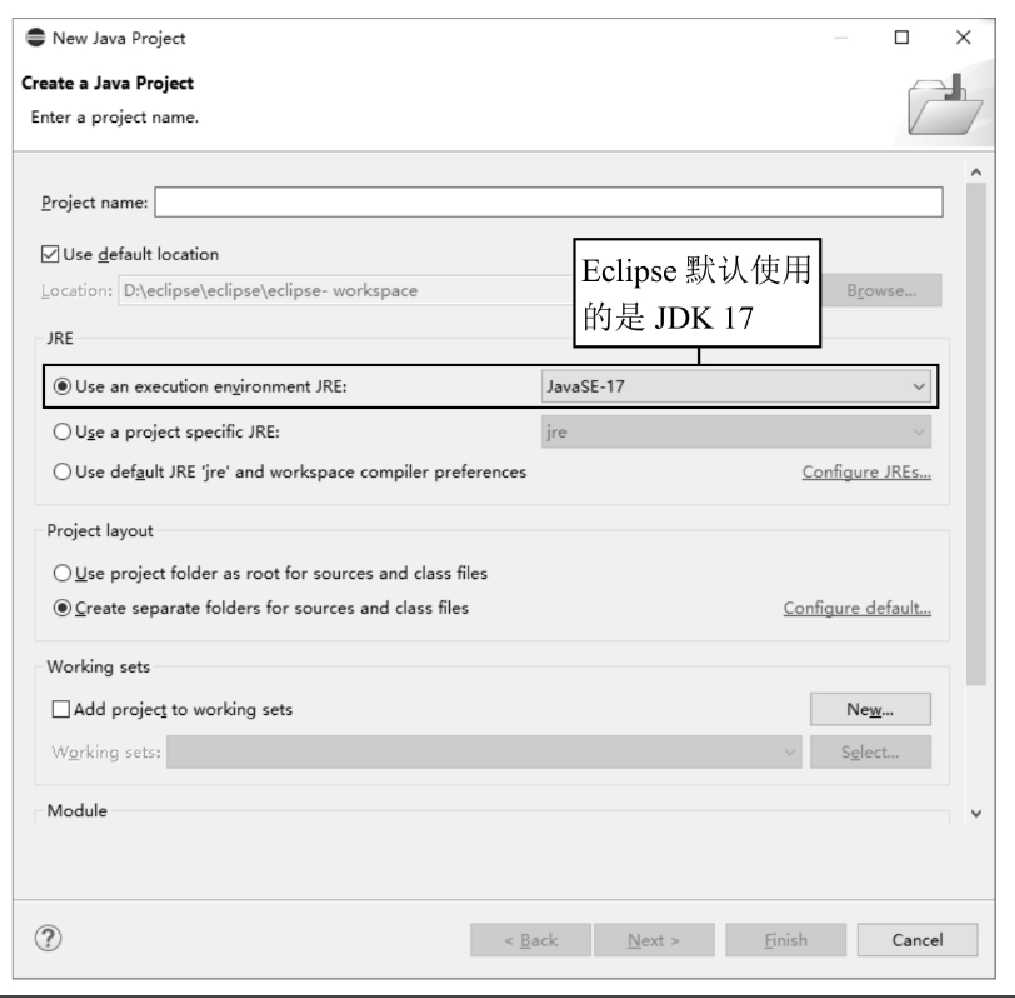 New Java Project
Create a Java Project
Enter a project name.
Project name:
Use default location
Location: D:\eclipse\eclipse\eclipse- workspace
Browse...
Eclipse 默认使用
的是 JDK 17
JRE
Use an execution environment JRE: JavaSE-17
Use a project specific JRE: jre
Use default JRE 'jre' and workspace compiler preferences Configure JREs...
Project layout
Use project folder as root for sources and class files
Create separate folders for sources and class files Configure default...
Working sets
Add project to working sets New...
Working sets: Select...
Module
? < Back Next > Finish Cancel